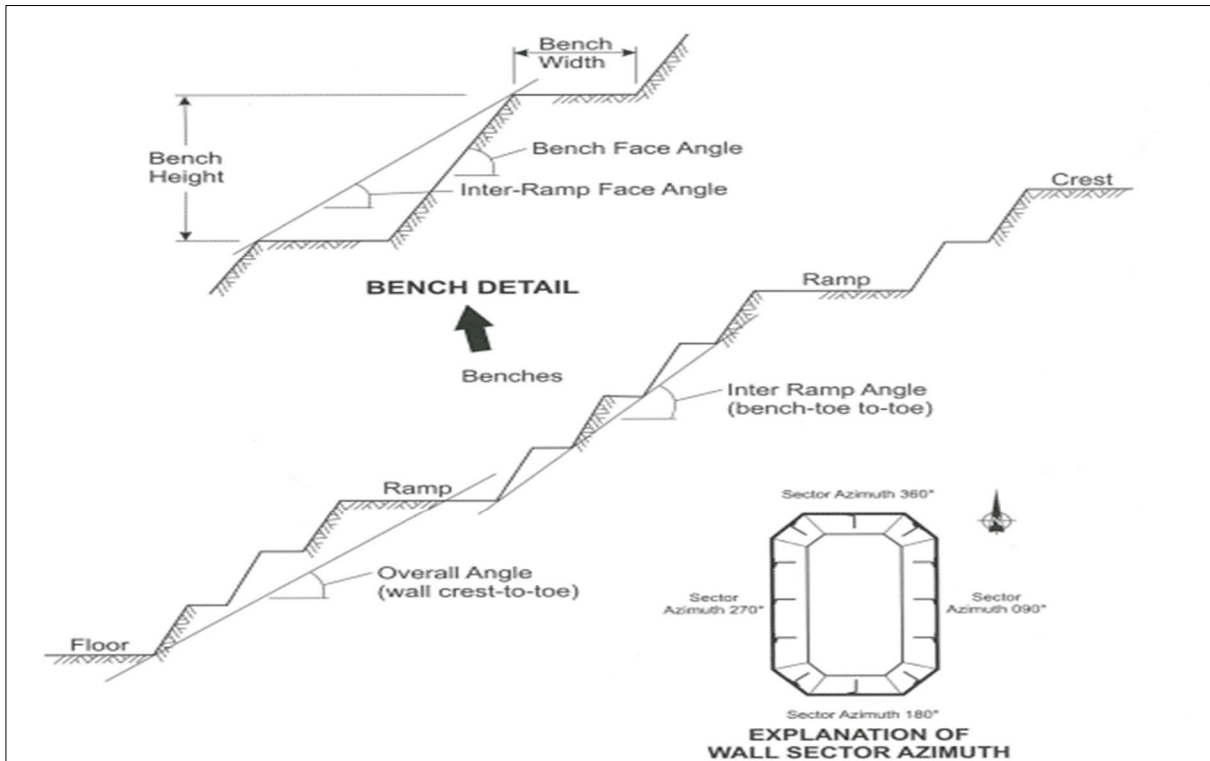 Bench
Width
Bench
Height
Bench Face Angle
Inter-Ramp Face Angle
BENCH DETAIL
Benches
Crest
Ramp
Inter Ramp Angle
(bench-toe to-toe)
Ramp
Overall Angle
(wall crest-to-toe)
Floor
Sector Azimuth 360°
Sector
Azimuth 270°
Sector
Azimuth 090°
Sector Azimuth 180°
EXPLANATION OF
WALL SECTOR AZIMUTH